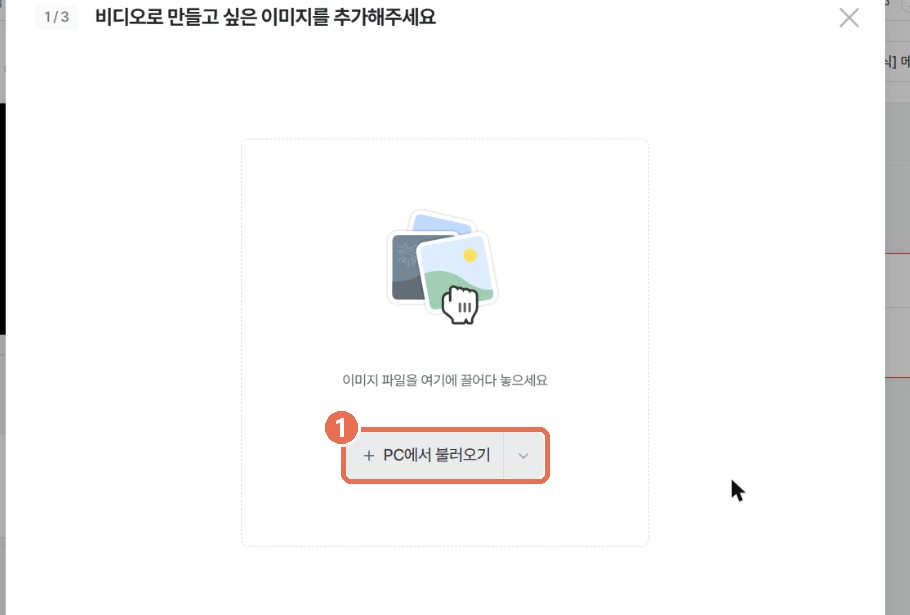 1/3 비디오로 만들고 싶은 이미지를 추가해주세요
식] 메
이미지 파일을 여기에 끌어다 놓으세요
1
+ PC에서 불러오기